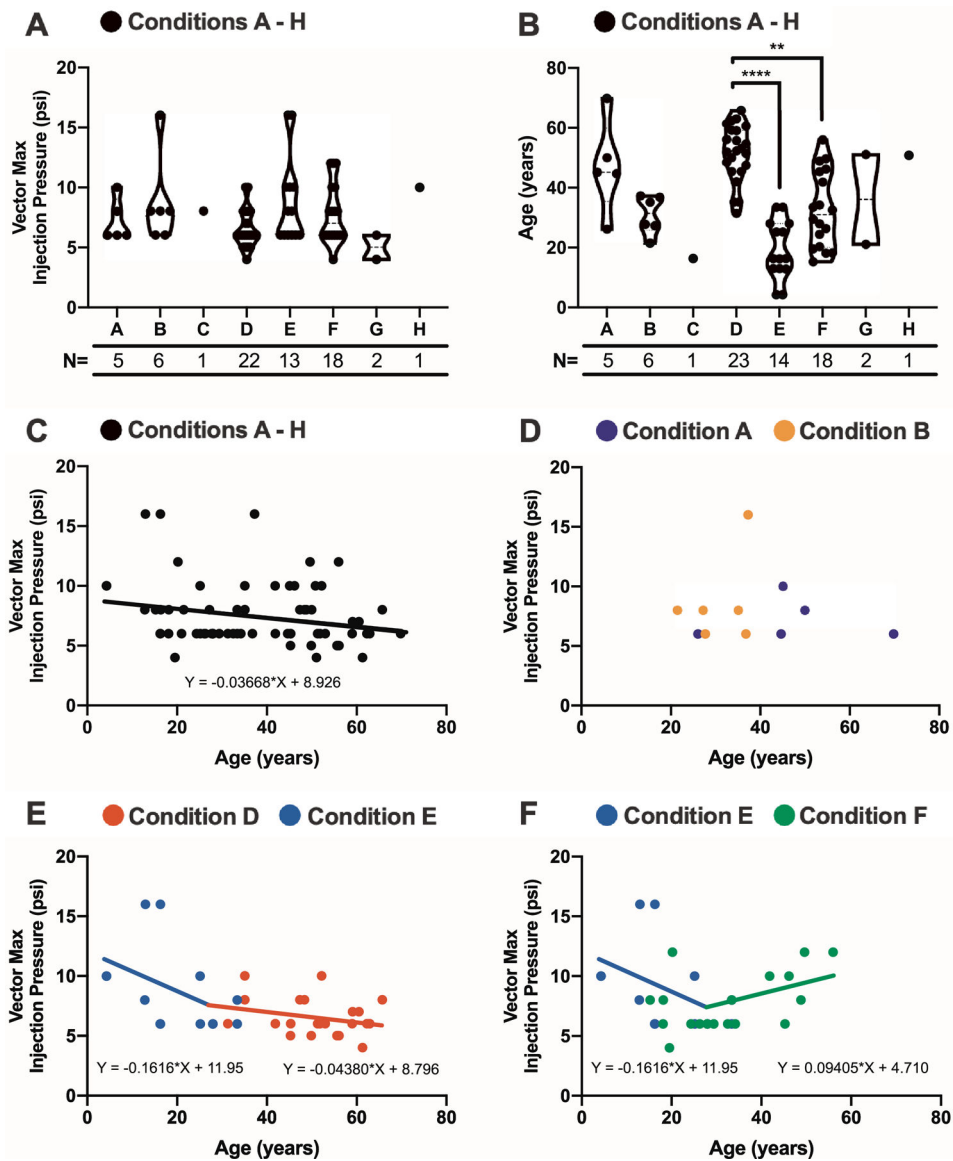 A
Conditions A - H
Vector Max
Injection Pressure (psi)
20
15
10
5
0
A B C D E F G H
N= 5 6 1 22 13 18 2 1
B
Conditions A - H
Age (years)
80
60
40
20
0
**
****
A B C D E F G H
N= 5 6 1 23 14 18 2 1
C
Conditions A - H
Vector Max
Injection Pressure (psi)
20
15
10
5
0
Y = -0.03668*X + 8.926
0 20 40 60 80
Age (years)
D
Condition A Condition B
Vector Max
Injection Pressure (psi)
20
15
10
5
0
0 20 40 60 80
Age (years)
E
Condition D Condition E
Vector Max
Injection Pressure (psi)
20
15
10
5
0
Y = -0.1616*X + 11.95 Y = -0.04380*X + 8.796
0 20 40 60 80
Age (years)
F
Condition E Condition F
Vector Max
Injection Pressure (psi)
20
15
10
5
0
Y = -0.1616*X + 11.95 Y = 0.09405*X + 4.710
0 20 40 60 80
Age (years)